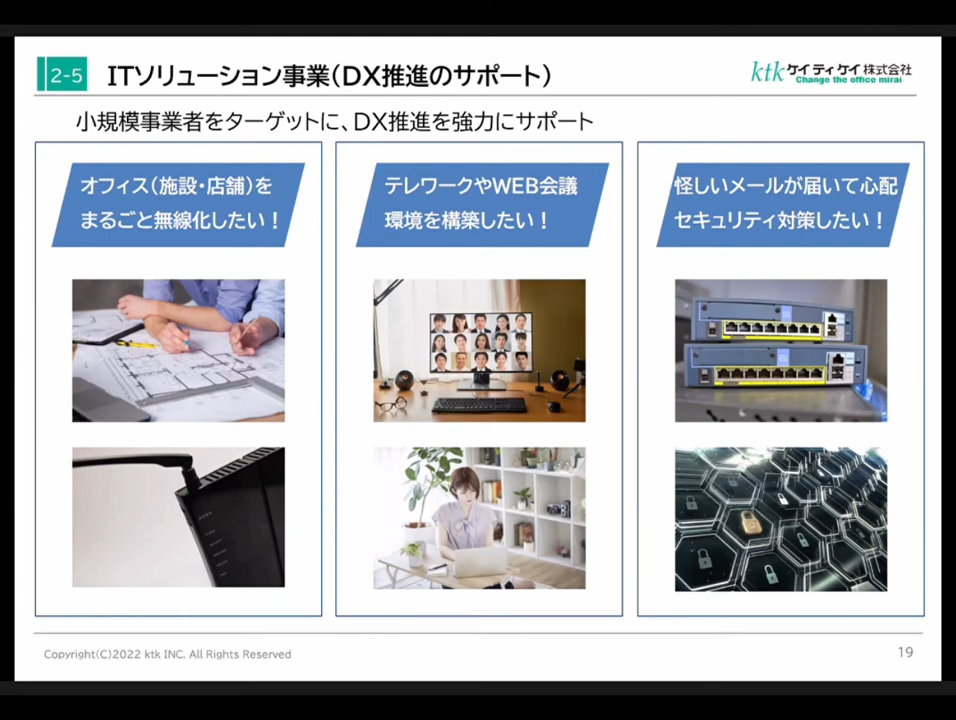 2-5
ITソリューション事業(DX推進のサポート)
ktk ケイティケイ株式会社
Change the office mirai
小規模事業者をターゲットに、DX推進を強力にサポート
オフィス(施設・店舗)を
まるごと無線化したい!
テレワークやWEB会議
環境を構築したい!
怪しいメールが届いて心配
セキュリティ対策したい!
Copyright(C)2022 ktk INC. All Rights Reserved
19